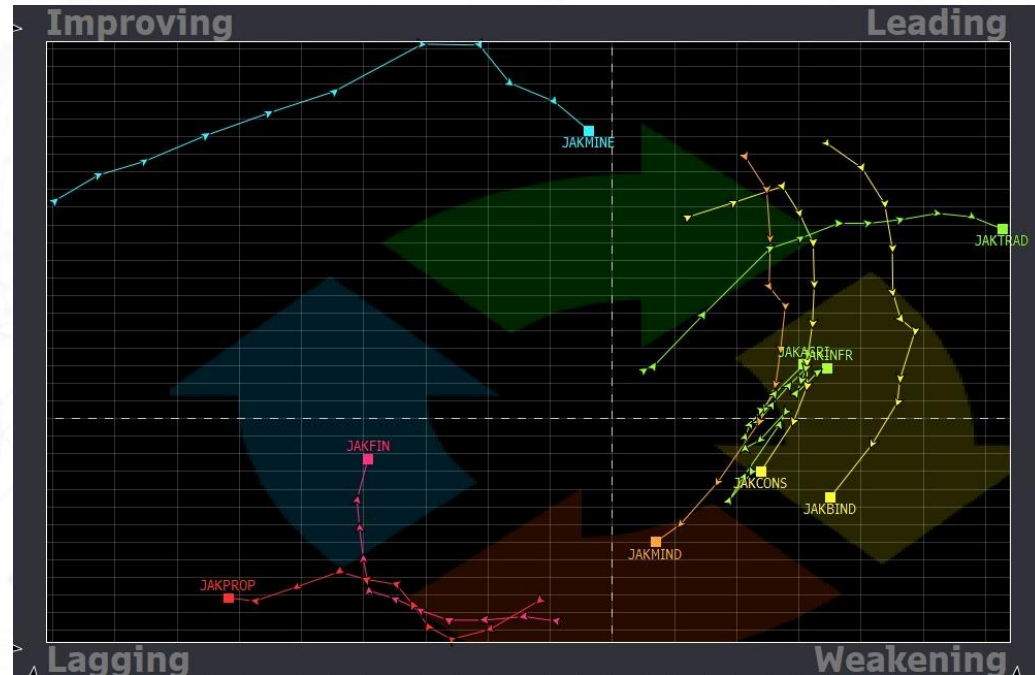 Improving Leading
JAKMINE
JAKTRAD
JAKAGRI JAKINFR
JAKFIN
JAKCONS
JAKBIND
JAKMIND
JAKPROP
Lagging Weakening